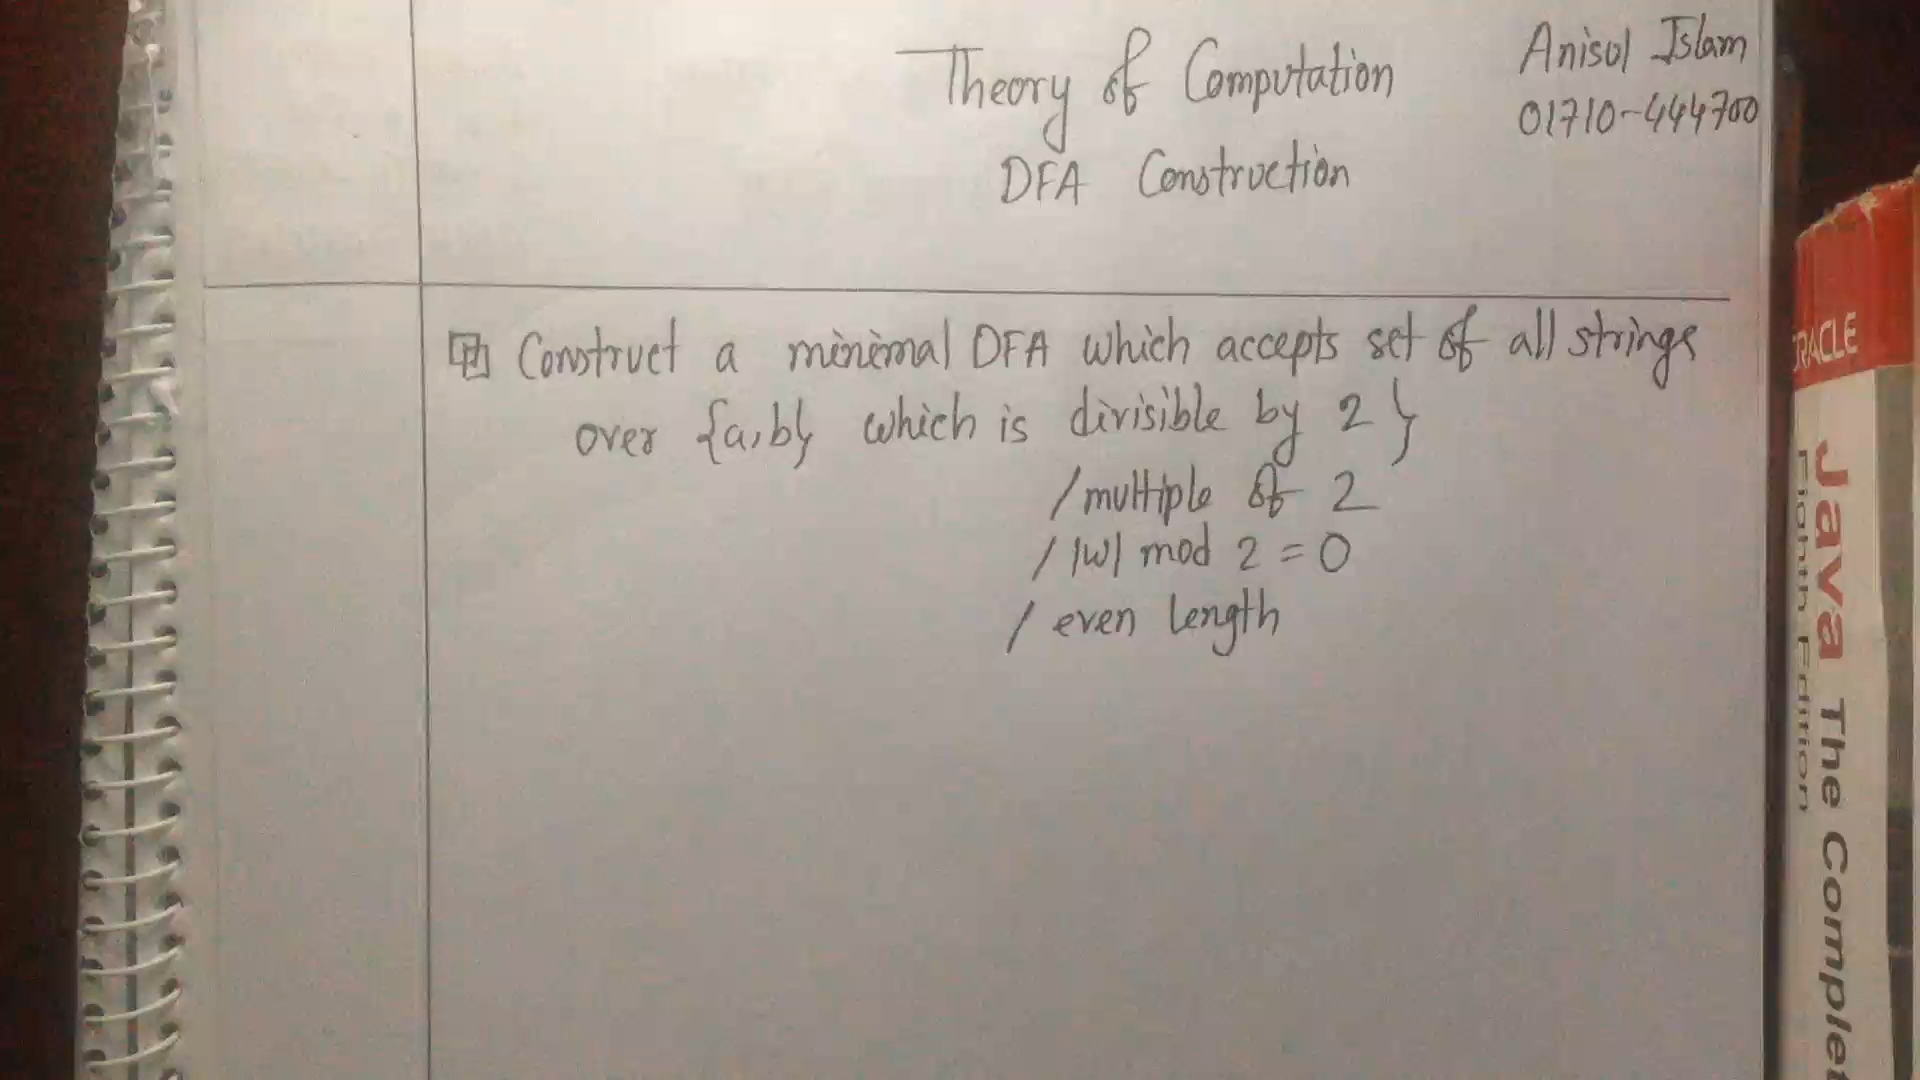 Theory of Computation
DFA Construction
Anisul Islam
01710-444700
Construct a minimal DFA which accepts set of all strings
over {a,b} which is divisible by 2 }
/ multiple of 2
/ |w| mod 2 = 0
/ even length
ORACLE
Java The Complet
Eighth Edition